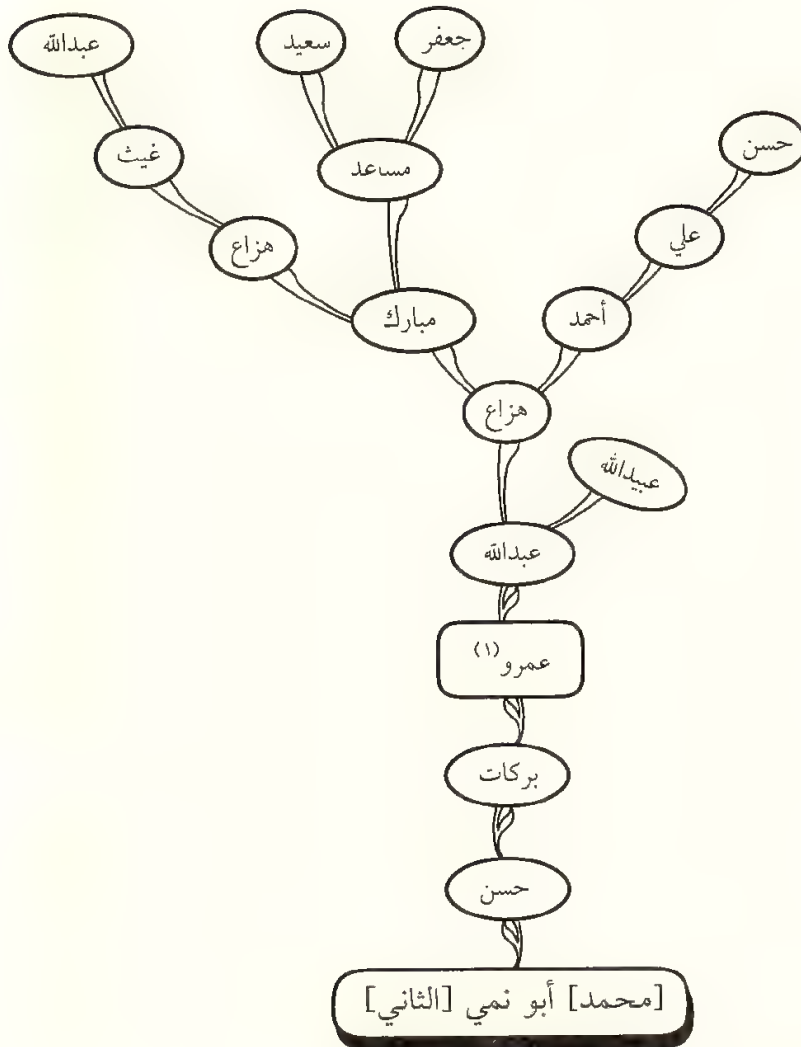 عبدالله
سعيد
جعفر
حسن
غيث
مساعد
علي
هزاع
مبارك
أحمد
هزاع
عبيدالله
عبدالله
عمرو (١)
بركات
حسن
[محمد] أبو نمي [الثاني]